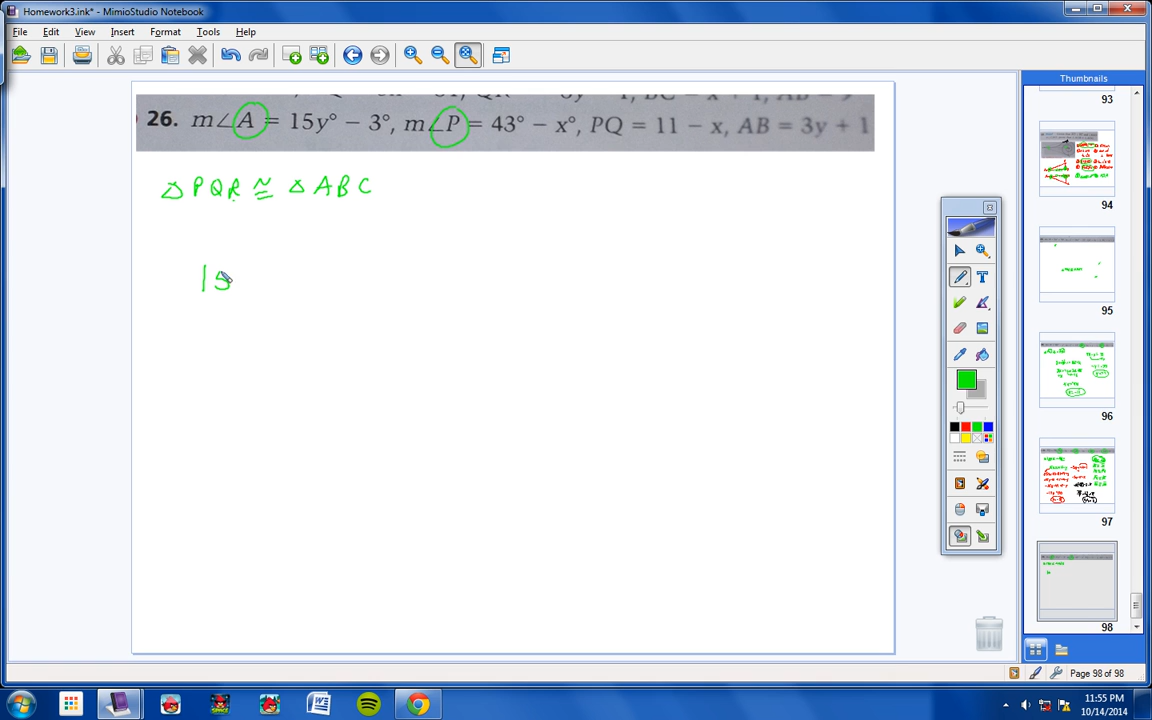 Homework3.ink* - MimioStudio Notebook
File Edit View Insert Format Tools Help
Thumbnails
26. m∠A = 15y° − 3°, m∠P = 43° − x°, PQ = 11 − x, AB = 3y + 1
△PQR ≅ △ABC
15
93
94
95
96
97
98
Page 98 of 98
11:55 PM
10/14/2014